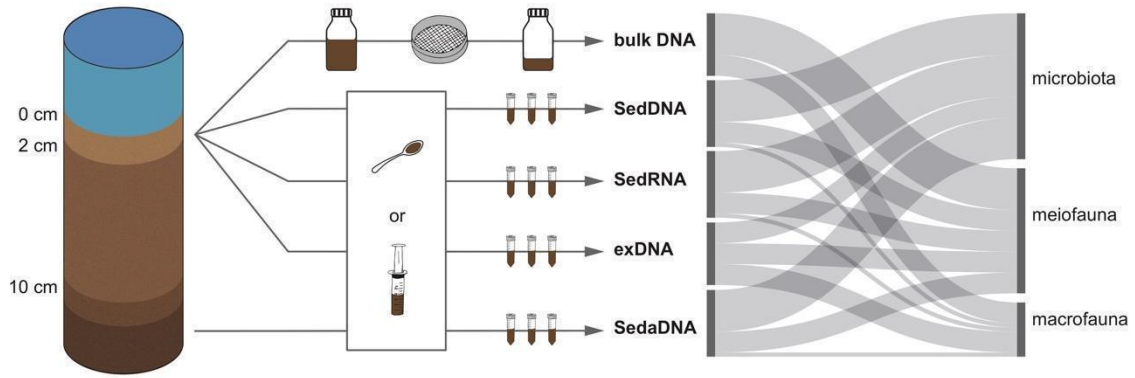 0 cm
2 cm
10 cm
or
bulk DNA
SedDNA
SedRNA
exDNA
SedaDNA
microbiota
meiofauna
macrofauna